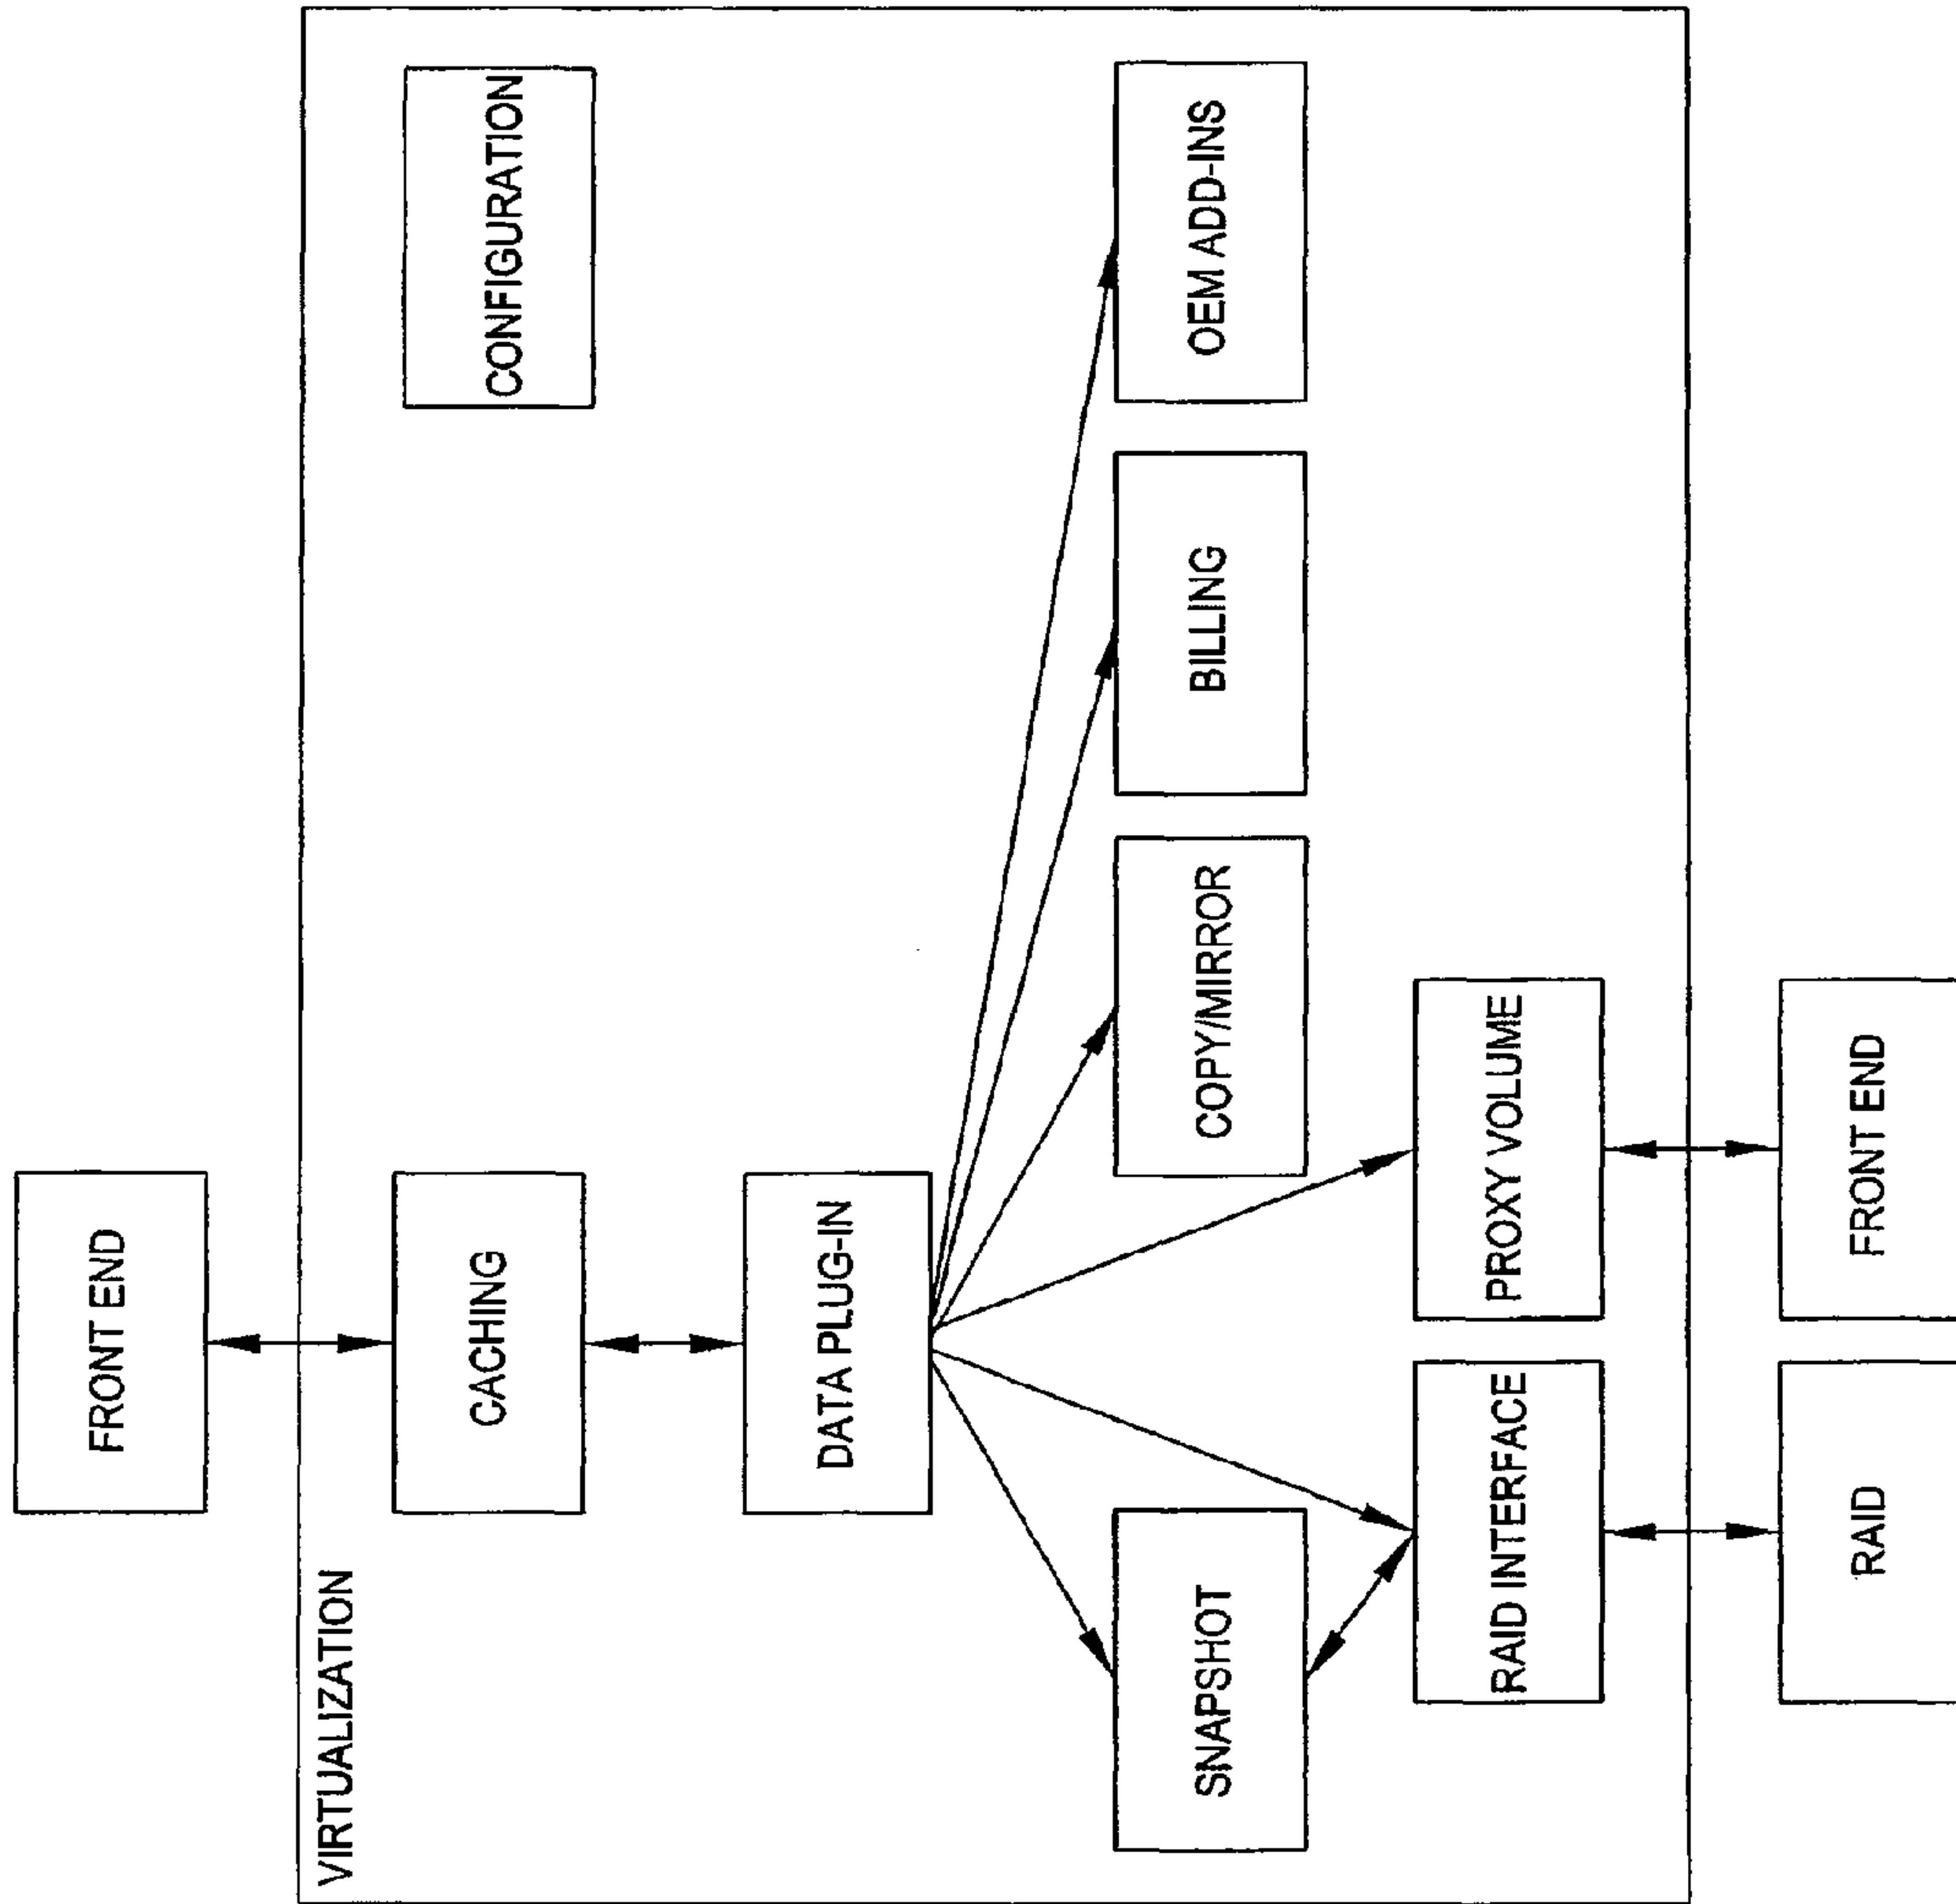 FRONT END
VIRTUALIZATION
CACHING
CONFIGURATION
DATA PLUG-IN
SNAPSHOT
COPY/MIRROR
BILLING
OEM ADD-INS
RAID INTERFACE
PROXY VOLUME
RAID
FRONT END